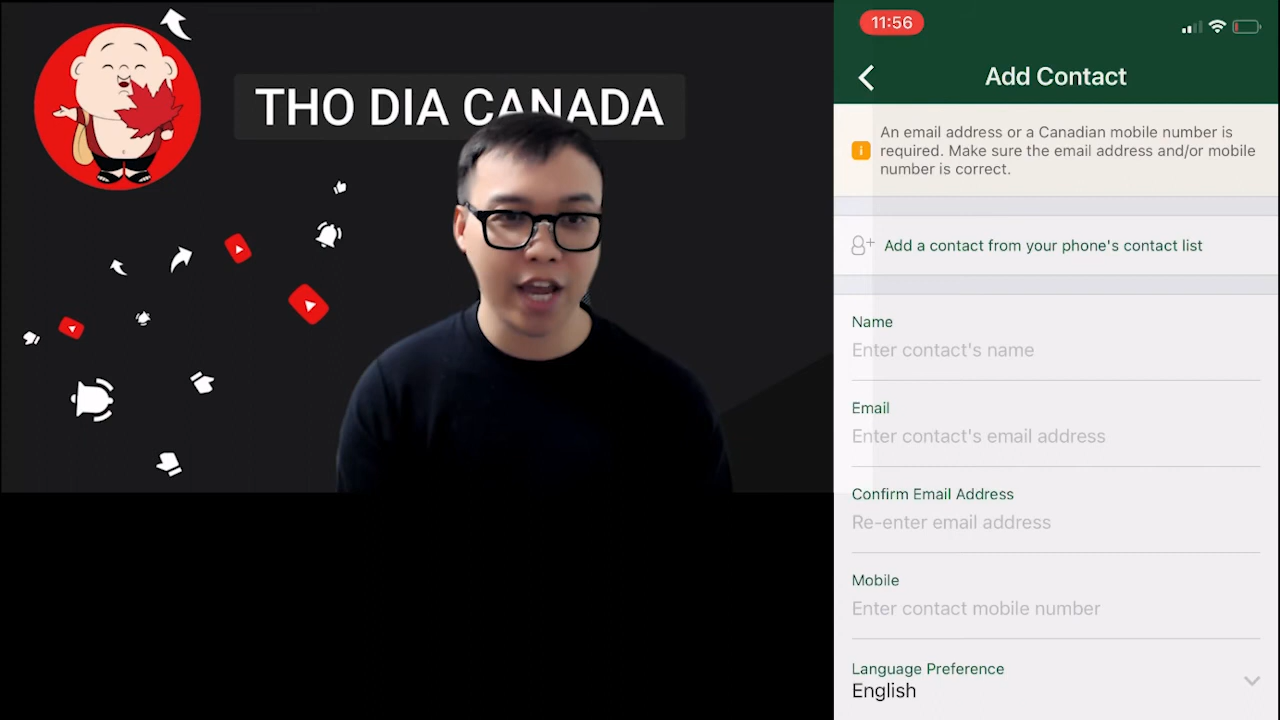 THO DIA CANADA
11:56
Add Contact
An email address or a Canadian mobile number is
required. Make sure the email address and/or mobile
number is correct.
Add a contact from your phone's contact list
Name
Enter contact's name
Email
Enter contact's email address
Confirm Email Address
Re-enter email address
Mobile
Enter contact mobile number
Language Preference
English